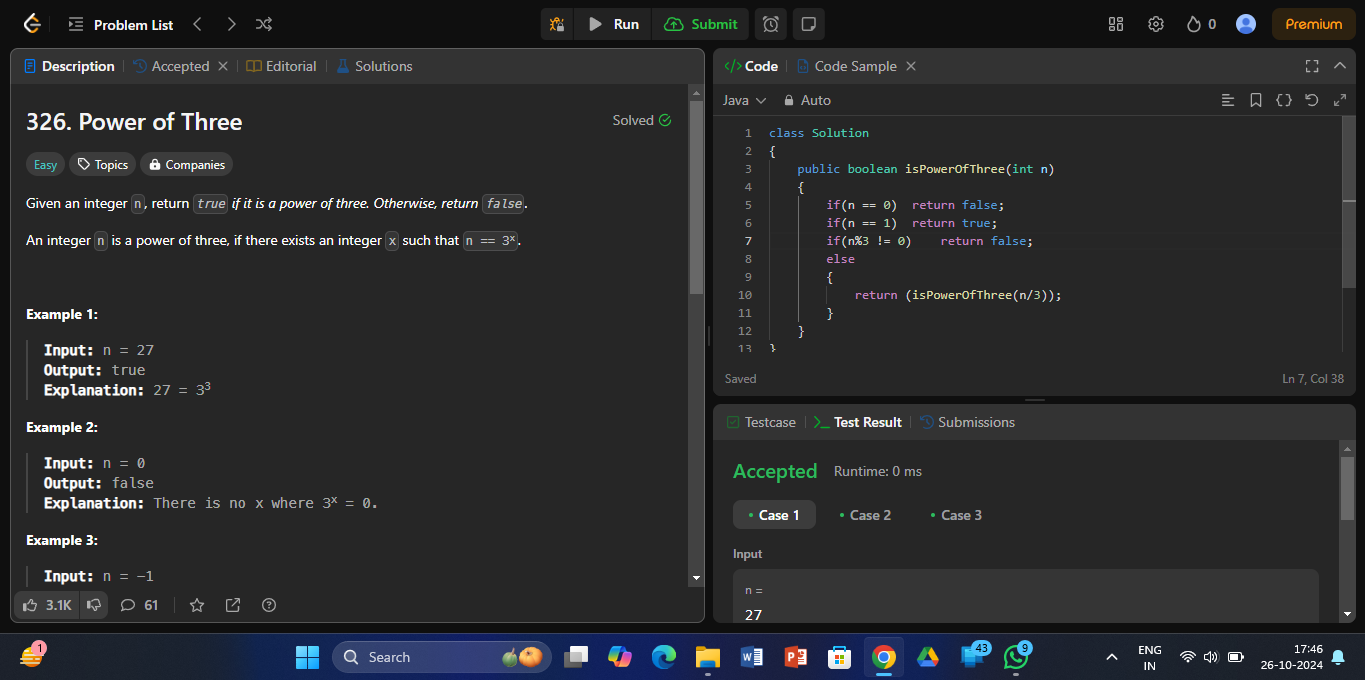 Problem List
Run
Submit
0
Premium
Description
Accepted
Editorial
Solutions
326. Power of Three
Solved
Easy
Topics
Companies
Given an integer n, return true if it is a power of three. Otherwise, return false.
An integer n is a power of three, if there exists an integer x such that n == 3ˣ.
Example 1:
Input: n = 27
Output: true
Explanation: 27 = 3³
Example 2:
Input: n = 0
Output: false
Explanation: There is no x where 3ˣ = 0.
Example 3:
Input: n = -1
3.1K
61
</> Code
Code Sample
Java
Auto
1 class Solution
2 {
3 public boolean isPowerOfThree(int n)
4 {
5 if(n == 0) return false;
6 if(n == 1) return true;
7 if(n%3 != 0) return false;
8 else
9 {
10 return (isPowerOfThree(n/3));
11 }
12 }
13 }
Saved
Ln 7, Col 38
Testcase
Test Result
Submissions
Accepted
Runtime: 0 ms
Case 1
Case 2
Case 3
Input
n =
27
1
Search
W
P
43
9
ENG
IN
17:46
26-10-2024